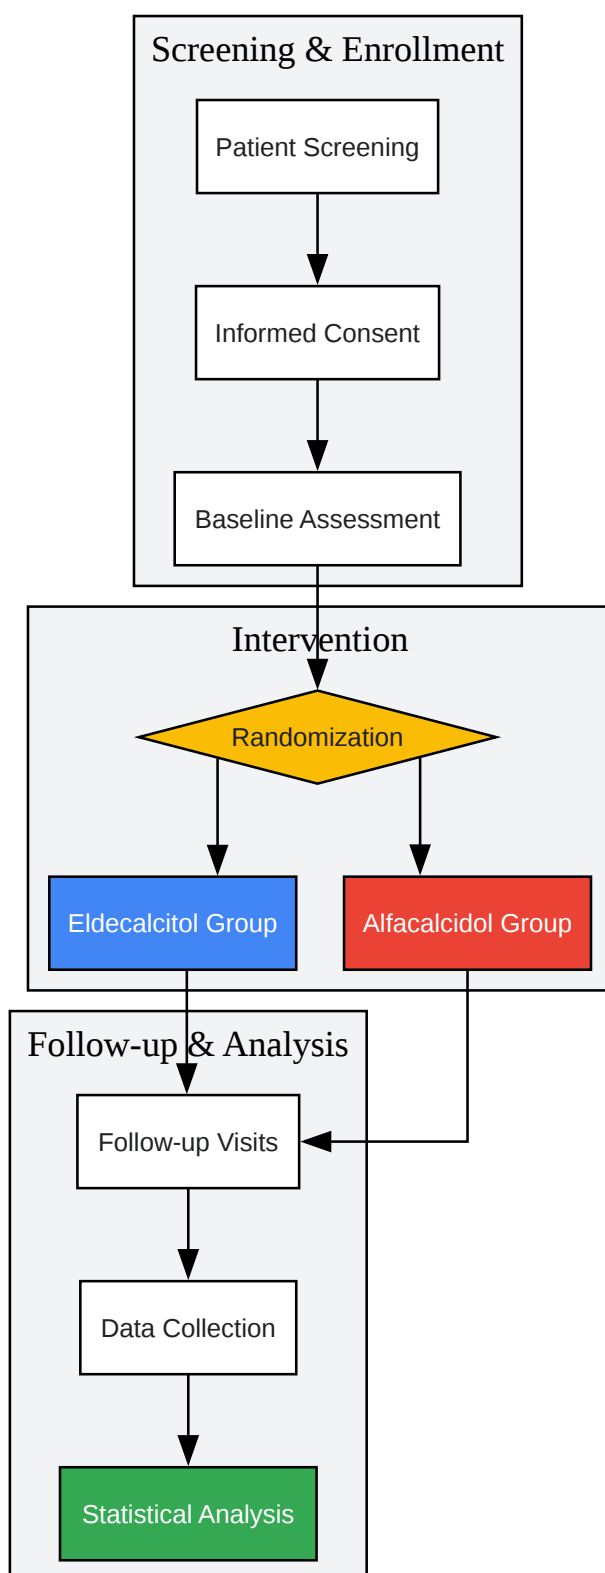 Screening & Enrollment
Patient Screening
Informed Consent
Baseline Assessment
Intervention
Randomization
Eldecalcitol Group
Alfacalcidol Group
Follow-up & Analysis
Follow-up Visits
Data Collection
Statistical Analysis